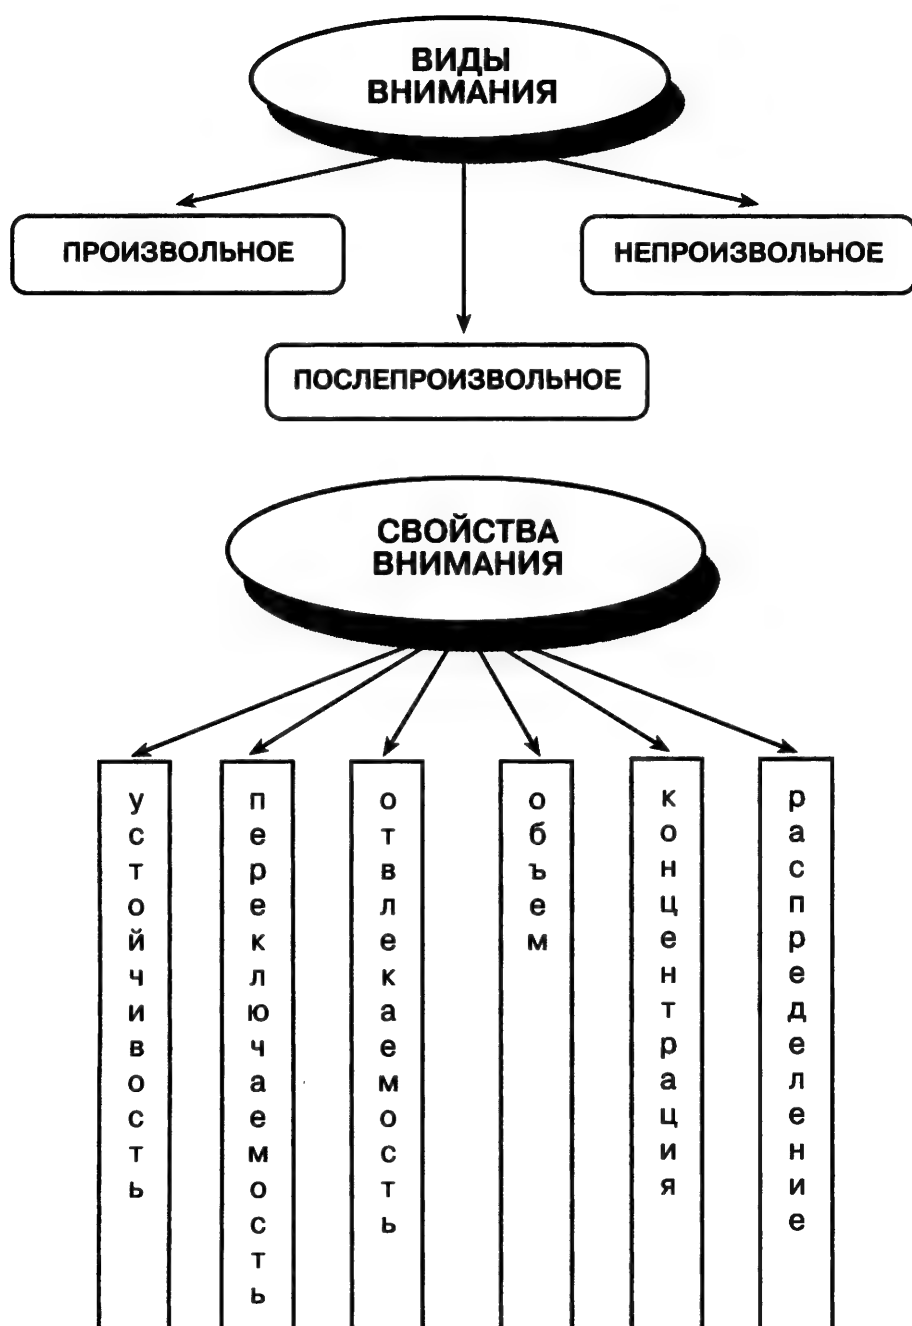 ВИДЫ
ВНИМАНИЯ
ПРОИЗВОЛЬНОЕ
НЕПРОИЗВОЛЬНОЕ
ПОСЛЕПРОИЗВОЛЬНОЕ
СВОЙСТВА
ВНИМАНИЯ
устойчивость
переключаемость
отвлекаемость
объем
концентрация
распределение